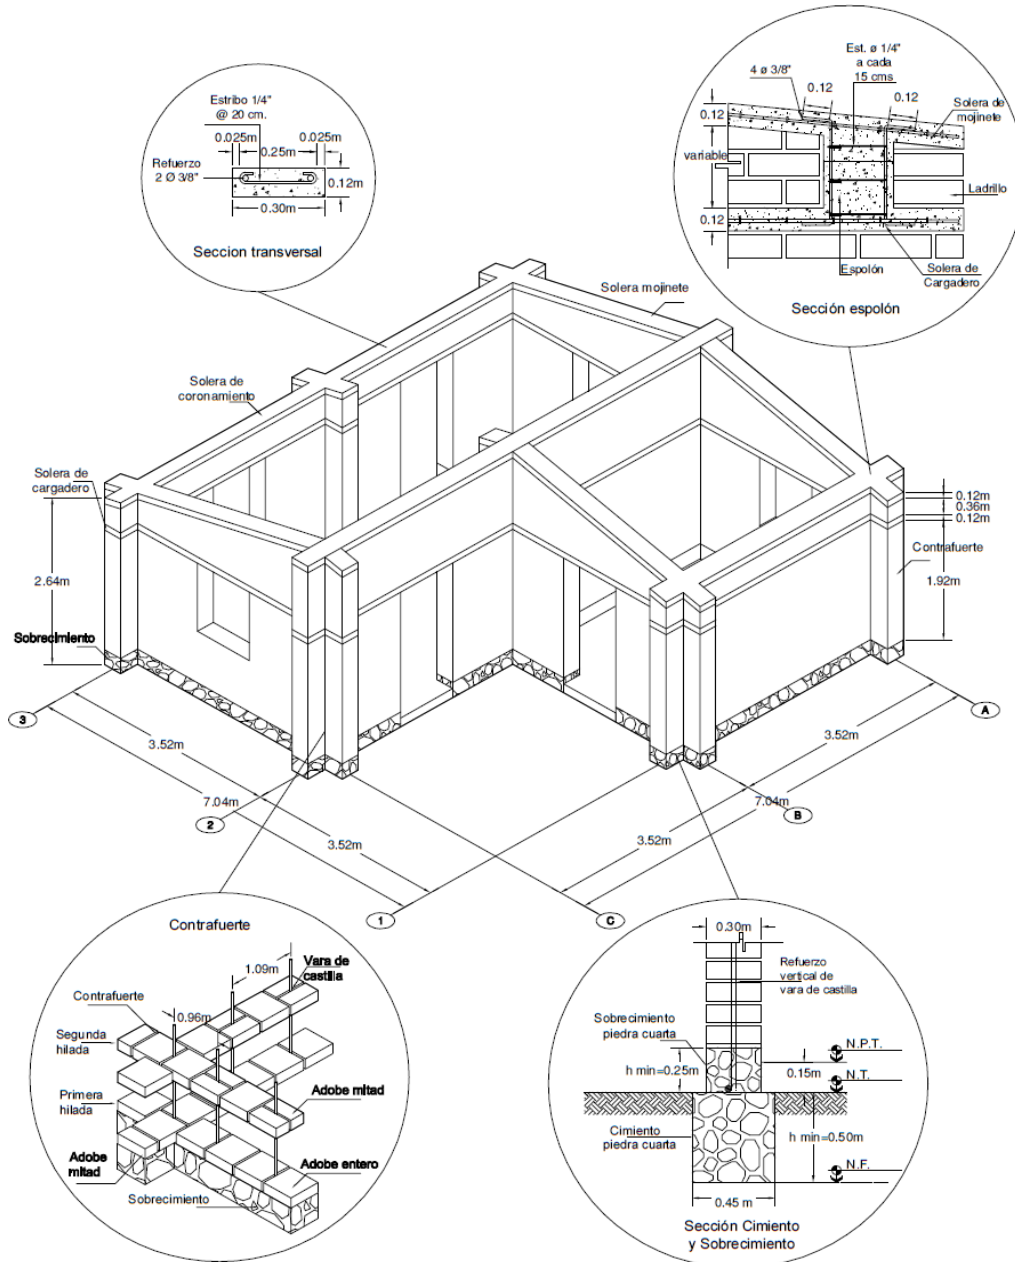 Estribo 1/4"
@ 20 cm.
0.025m
0.025m
0.25m
Refuerzo
2 Ø 3/8"
0.12m
0.30m
Seccion transversal
Est. ø 1/4"
a cada
15 cms
4 ø 3/8"
0.12
0.12
0.12
Solera de
mojinete
variable
Ladrillo
0.12
Espolón
Solera de
Cargadero
Sección espolón
Solera mojinete
Solera de
coronamiento
Solera de
cargadero
0.12m
0.36m
0.12m
Contrafuerte
2.64m
1.92m
Sobrecimiento
3
A
3.52m
3.52m
7.04m
7.04m
2
B
3.52m
3.52m
1
C
Contrafuerte
1.09m
Vara de
castilla
Contrafuerte
0.96m
Segunda
hilada
Primera
hilada
Adobe mitad
Adobe
mitad
Adobe entero
Sobrecimiento
0.30m
Refuerzo
vertical de
vara de castilla
Sobrecimiento
piedra cuarta
N.P.T.
h min=0.25m
0.15m
N.T.
Cimiento
piedra cuarta
h min=0.50m
N.F.
0.45 m
Sección Cimiento
y Sobrecimiento